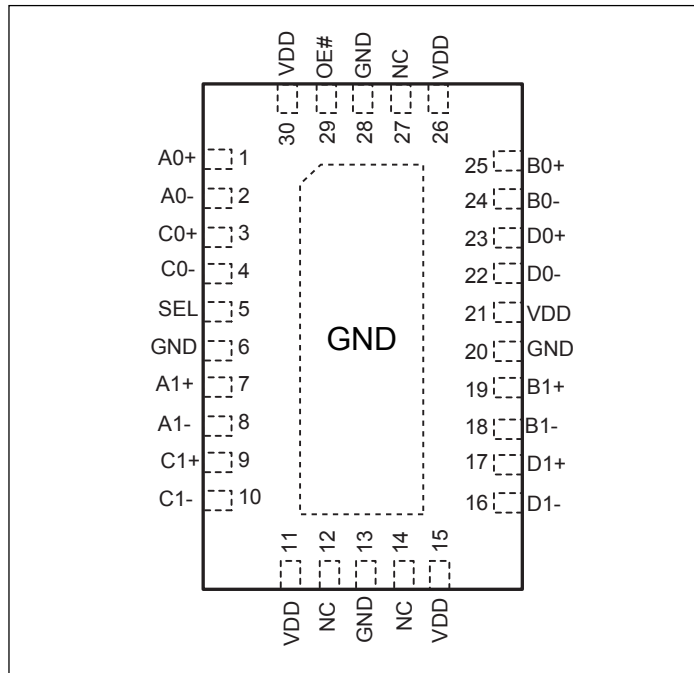 VDD OE# GND NC VDD
30 29 28 27 26
A0+ 1 25 B0+
A0- 2 24 B0-
C0+ 3 23 D0+
C0- 4 22 D0-
SEL 5 21 VDD
GND 6 20 GND
A1+ 7 19 B1+
A1- 8 18 B1-
C1+ 9 17 D1+
C1- 10 16 D1-
GND
11 12 13 14 15
VDD NC GND NC VDD